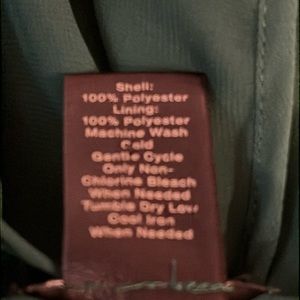 Shell:
100% Polyester
Lining:
100% Polyester
Machine Wash
Cold
Gentle Cycle
Only Non-
Chlorine Bleach
When Needed
Tumble Dry Low
Cool Iron
When Needed